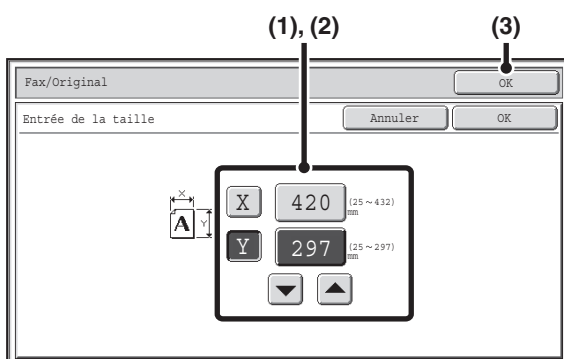 (1), (2) (3)
Fax/Original OK
Entrée de la taille Annuler OK
X
A Y
X 420 (25~432)
mm
Y 297 (25~297)
mm